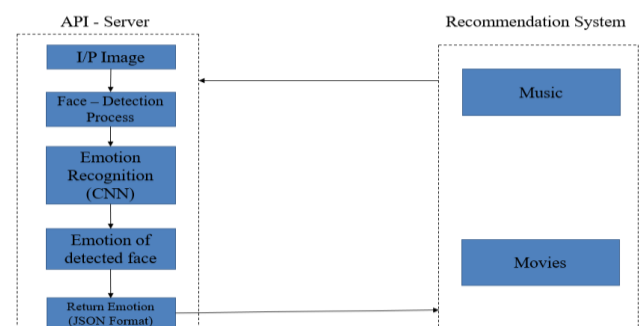 API - Server
I/P Image
Face – Detection
Process
Emotion
Recognition
(CNN)
Emotion of
detected face
Return Emotion
(JSON Format)
Recommendation System
Music
Movies